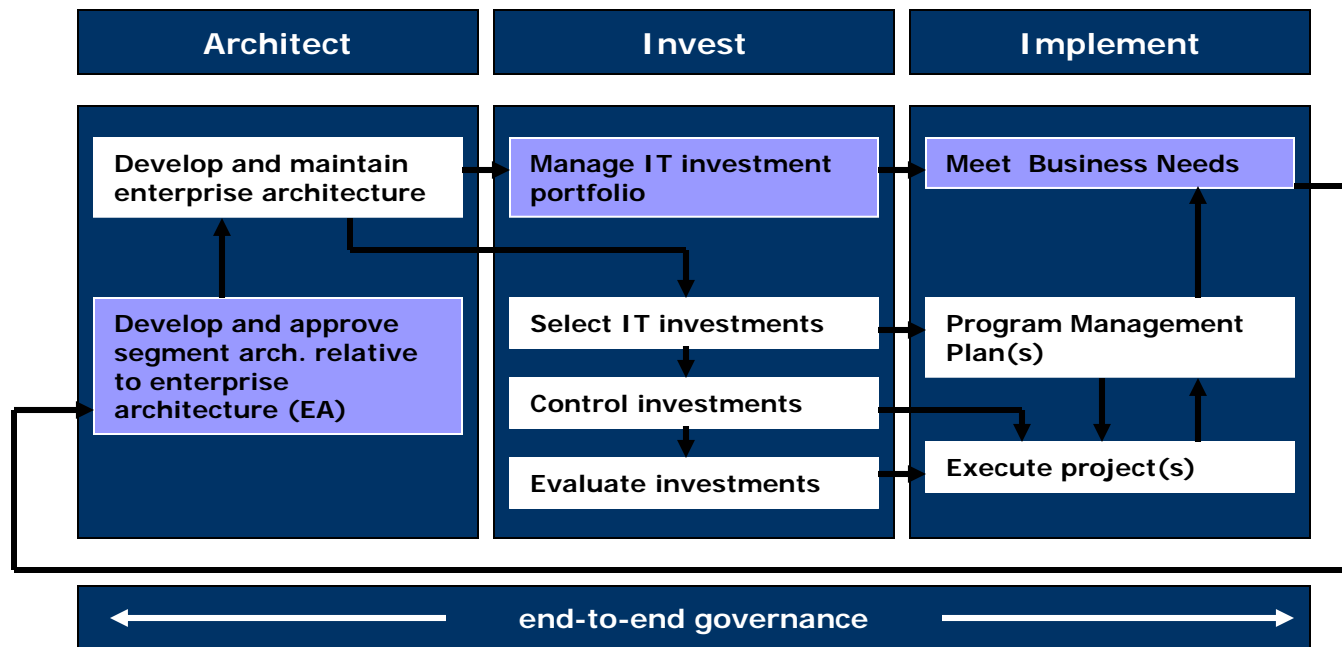 Architect
Invest
Implement
Develop and maintain
enterprise architecture
Develop and approve
segment arch. relative
to enterprise
architecture (EA)
Manage IT investment
portfolio
Select IT investments
Control investments
Evaluate investments
Meet Business Needs
Program Management
Plan(s)
Execute project(s)
end-to-end governance